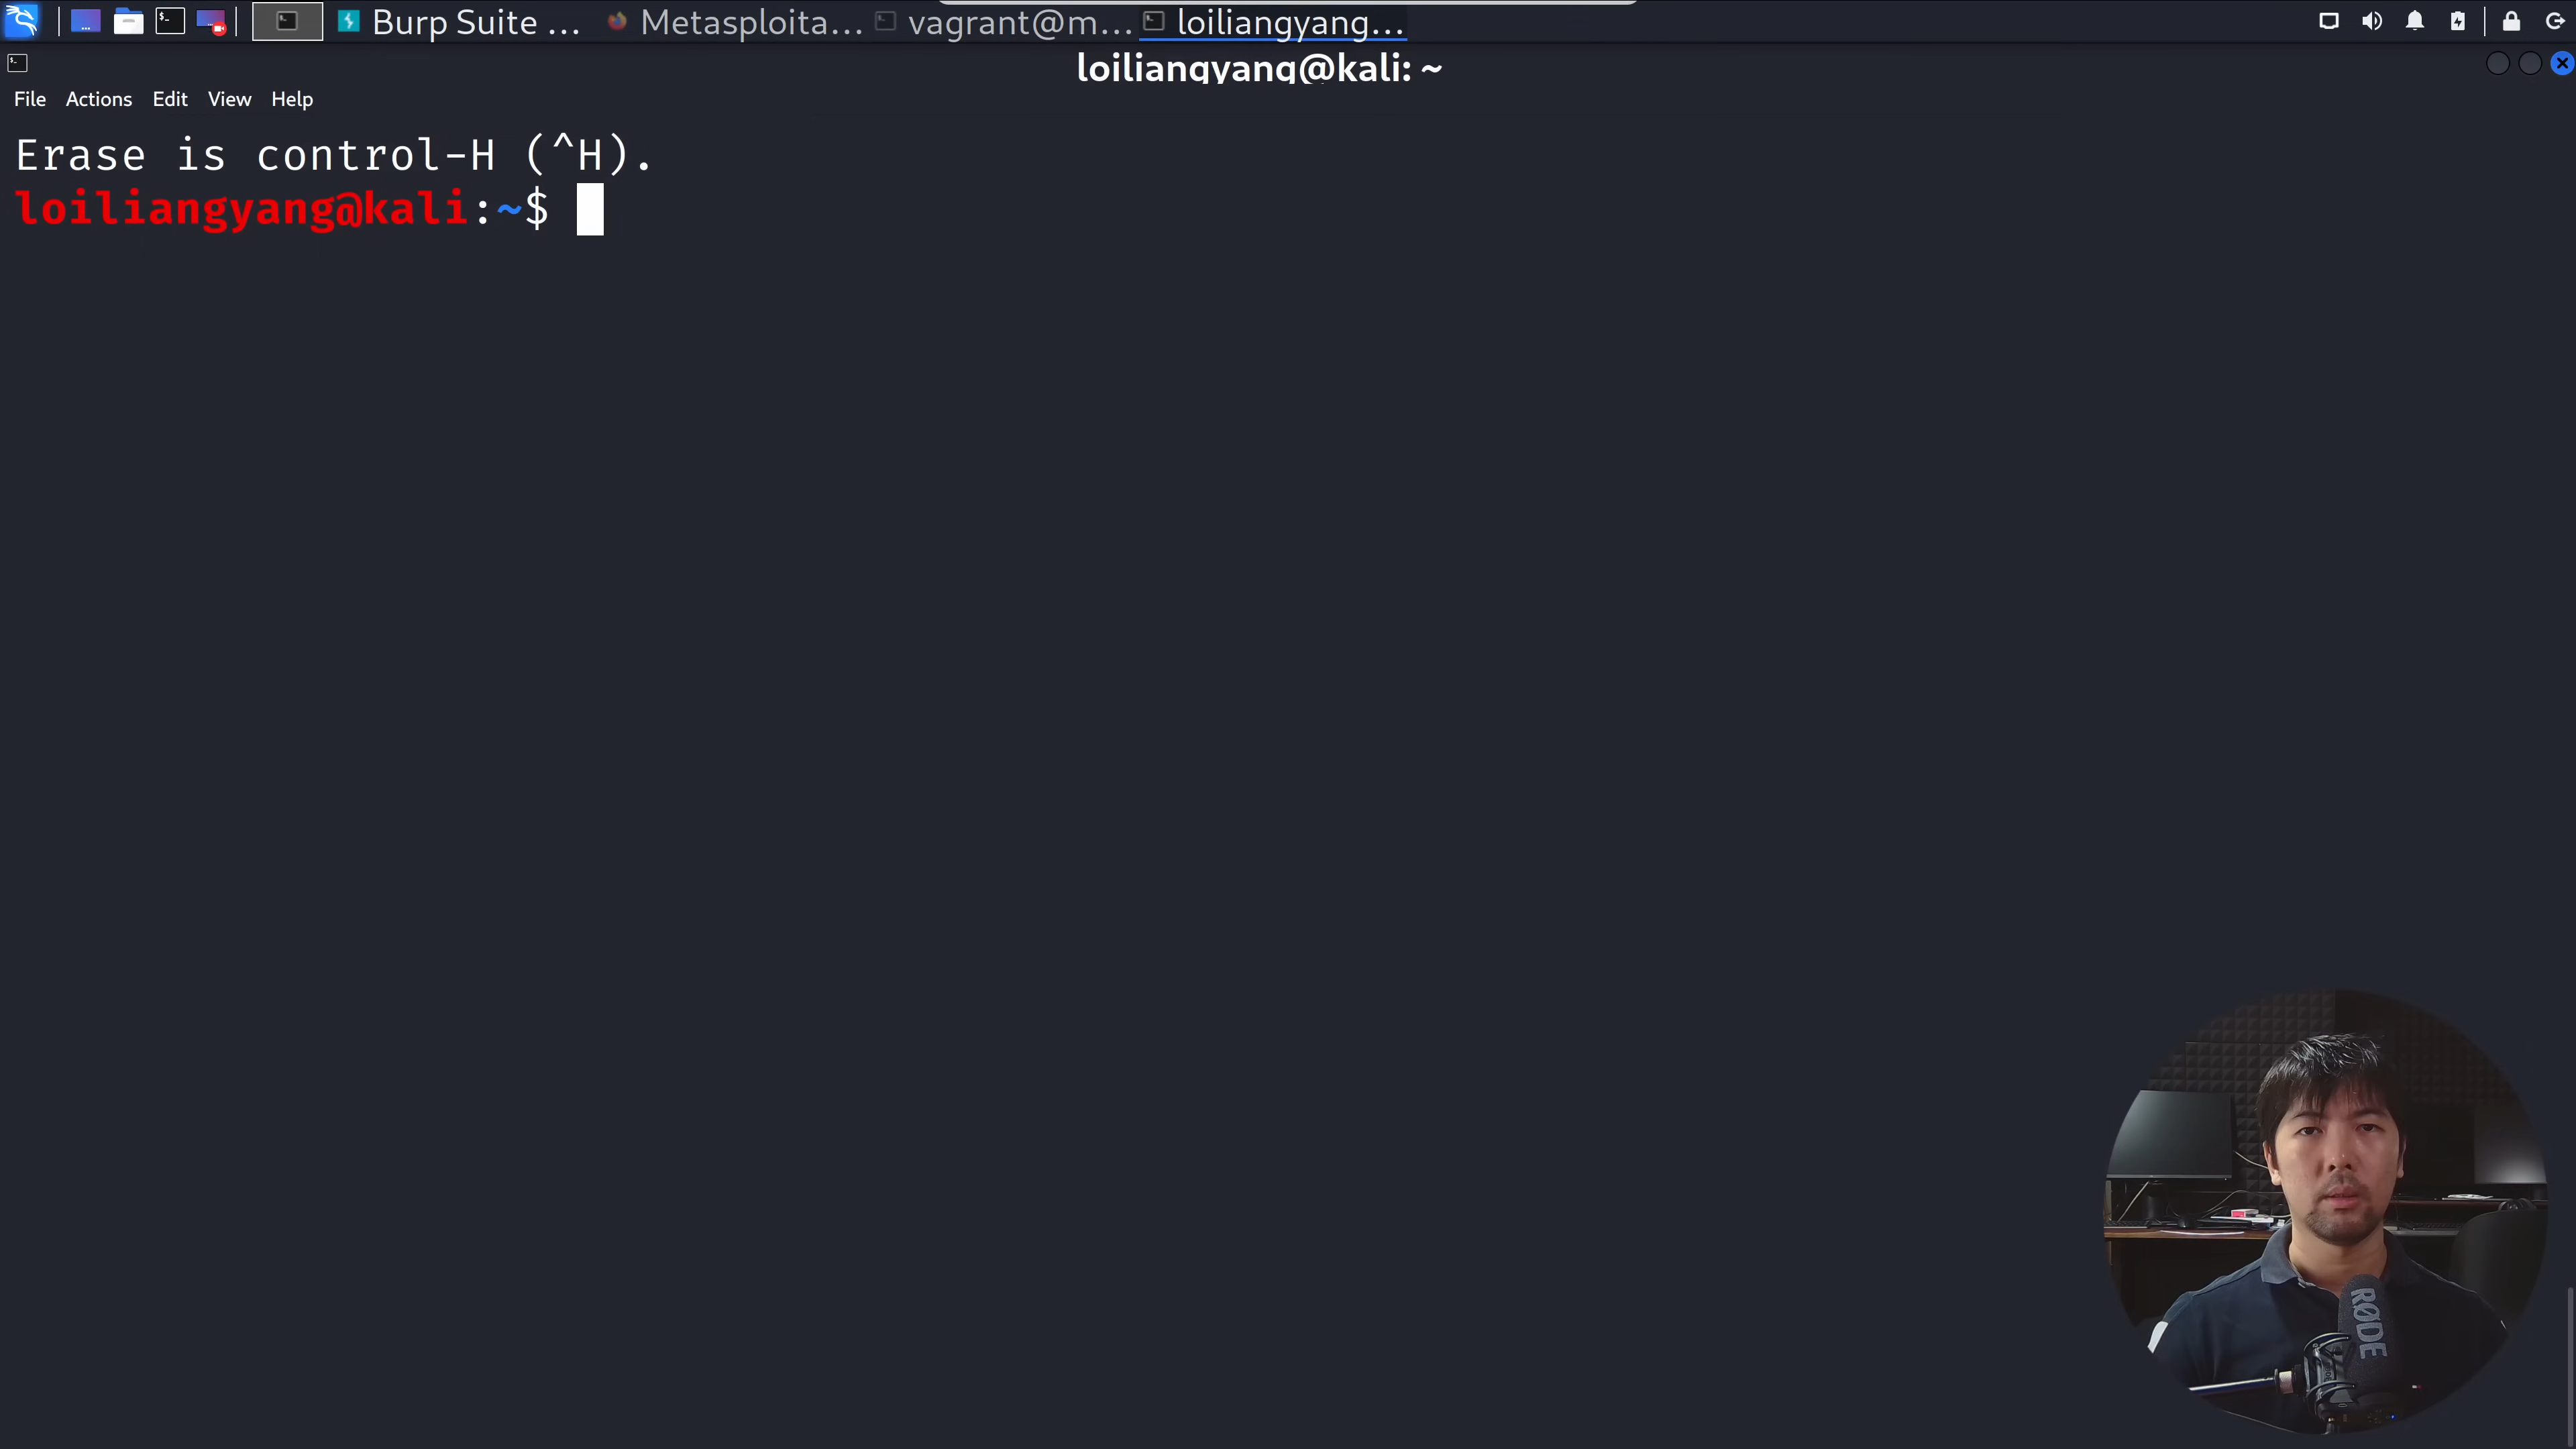 Burp Suite ...
Metasploita...
vagrant@m...
loiliangyang...
loiliangyang@kali: ~
File Actions Edit View Help
Erase is control-H (^H).
loiliangyang@kali:~$
RØDE